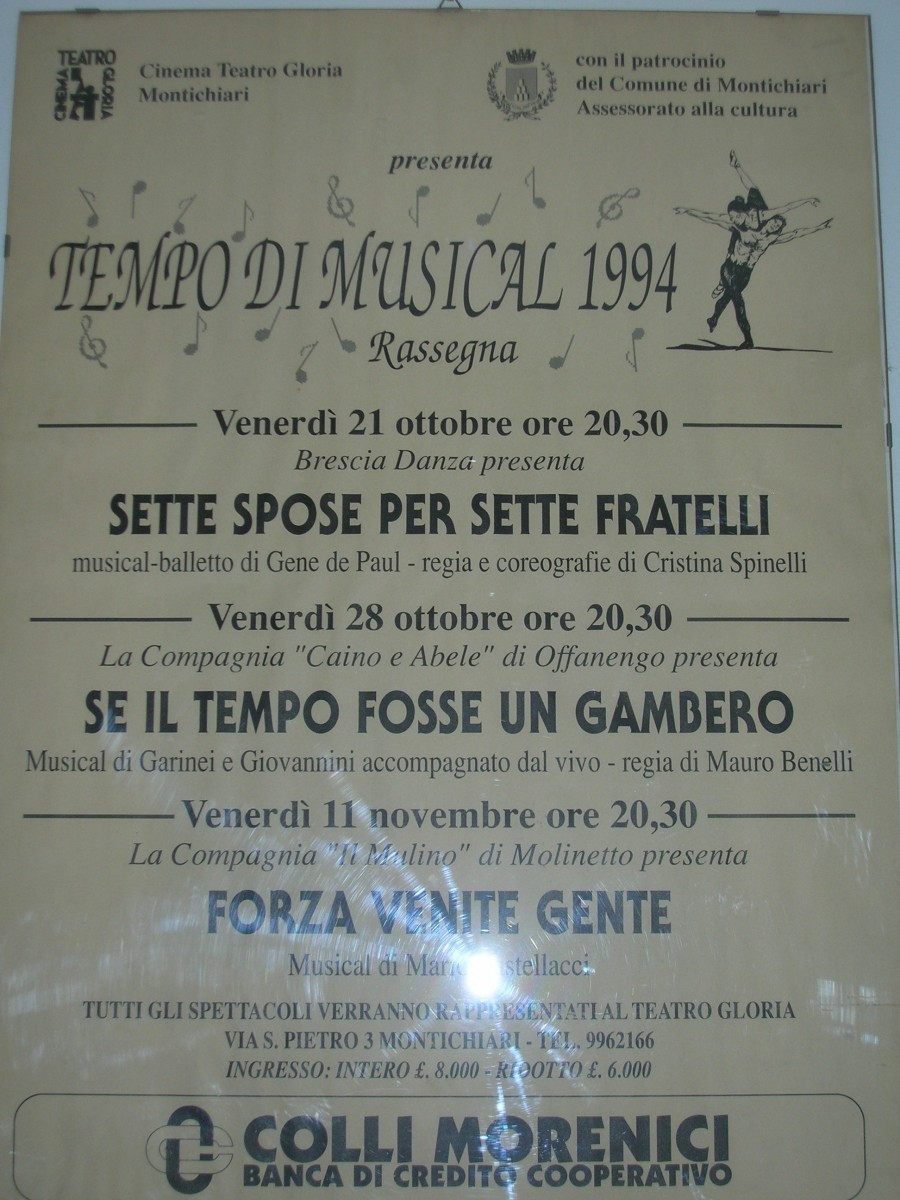 TEATRO
CINEMA
GLORIA
Cinema Teatro Gloria
Montichiari
con il patrocinio
del Comune di Montichiari
Assessorato alla cultura
presenta
TEMPO DI MUSICAL 1994
Rassegna
Venerdì 21 ottobre ore 20,30
Brescia Danza presenta
SETTE SPOSE PER SETTE FRATELLI
musical-balletto di Gene de Paul - regia e coreografie di Cristina Spinelli
Venerdì 28 ottobre ore 20,30
La Compagnia "Caino e Abele" di Offanengo presenta
SE IL TEMPO FOSSE UN GAMBERO
Musical di Garinei e Giovannini accompagnato dal vivo - regia di Mauro Benelli
Venerdì 11 novembre ore 20,30
La Compagnia "Il Mulino" di Molinetto presenta
FORZA VENITE GENTE
Musical di Mario
TUTTI GLI SPETTACOLI VERRANNO RAPPRESENTATI AL TEATRO GLORIA
VIA S. PIETRO 3 MONTICHIARI - TEL. 9962166
INGRESSO: INTERO £. 8.000 - RIDOTTO £. 6.000
COLLI MORENICI
BANCA DI CREDITO COOPERATIVO